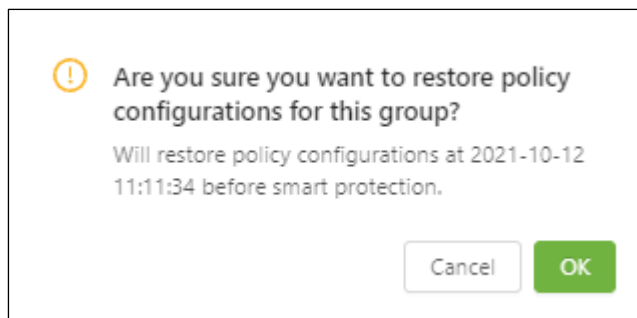 Are you sure you want to restore policy
configurations for this group?
Will restore policy configurations at 2021-10-12
11:11:34 before smart protection.
Cancel
OK